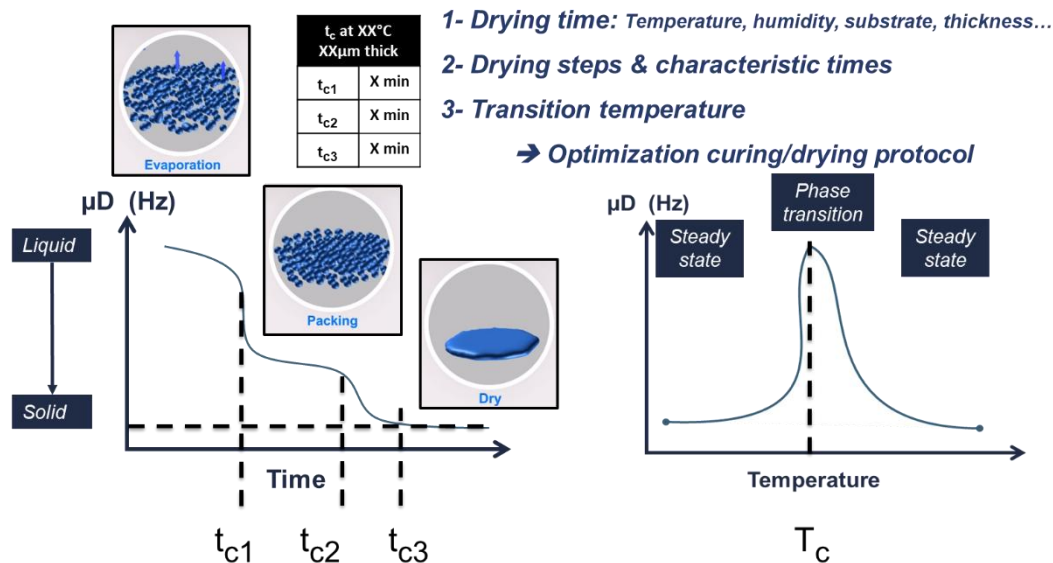 1- Drying time: Temperature, humidity, substrate, thickness…
2- Drying steps & characteristic times
3- Transition temperature
➔ Optimization curing/drying protocol
Evaporation
tc at XX°C
XXµm thick
tc1 X min
tc2 X min
tc3 X min
µD (Hz)
Liquid
Solid
Packing
Dry
Time
tc1
tc2
tc3
µD (Hz)
Steady
state
Phase
transition
Steady
state
Temperature
Tc